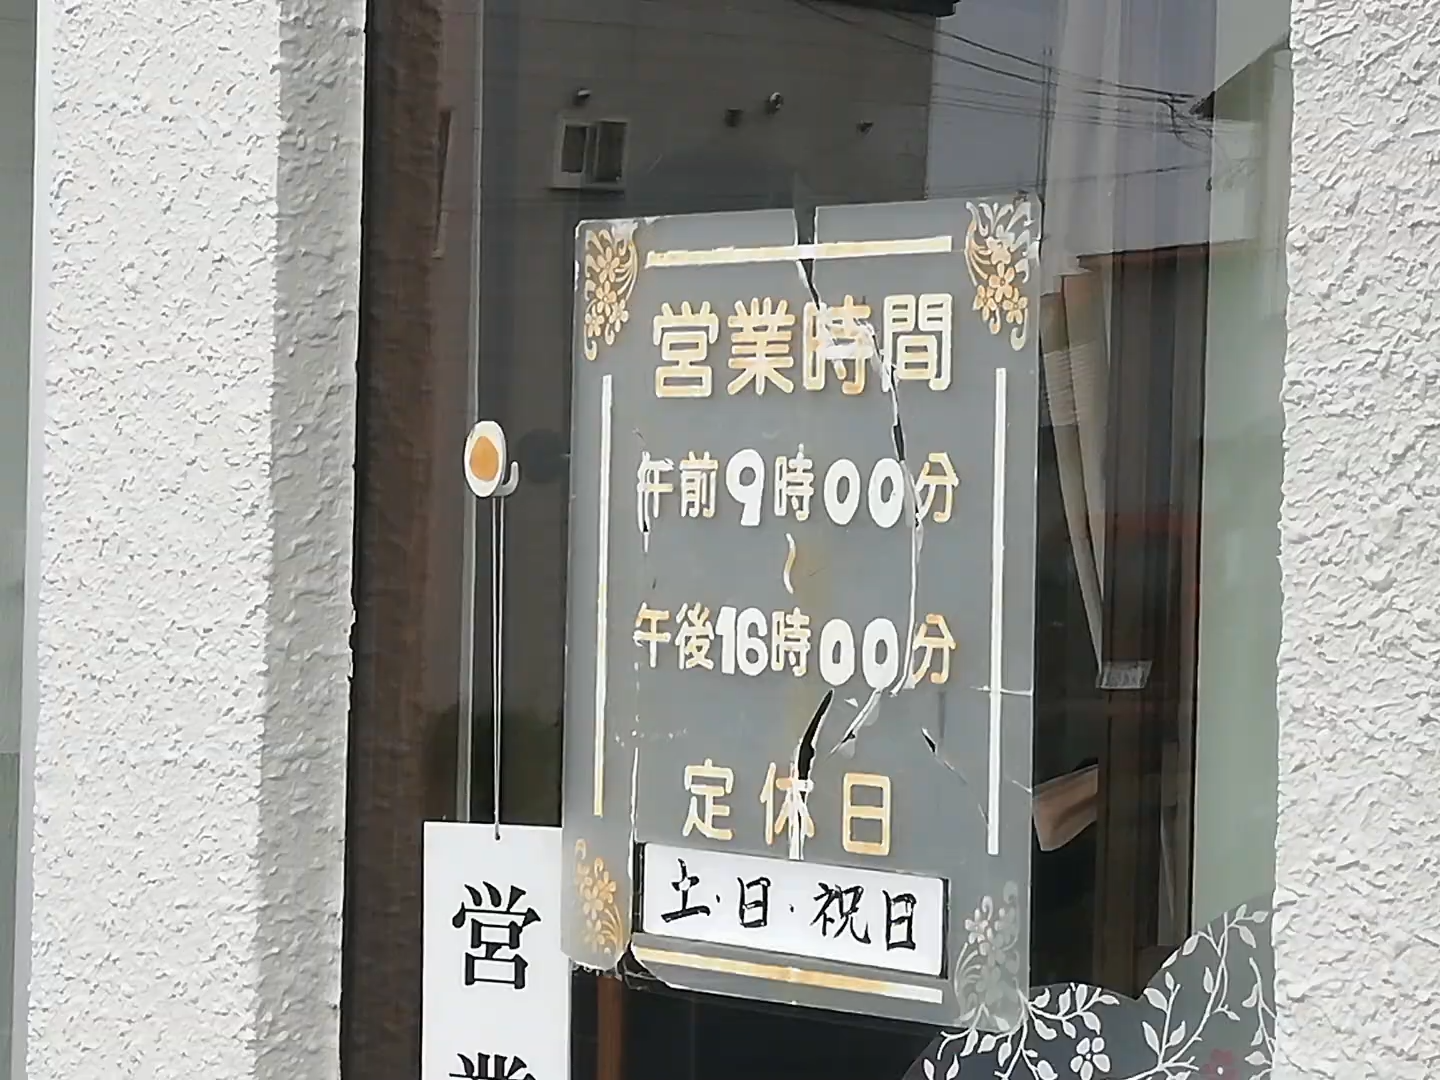 営業時間
午前9時00分
〜
午後16時00分
定休日
土・日・祝日
営業